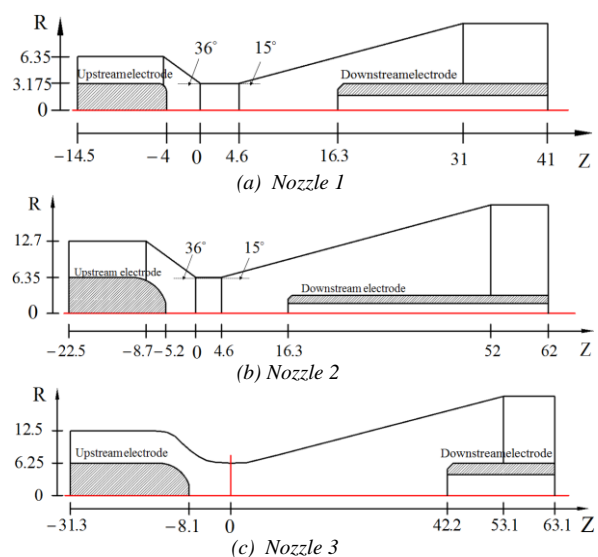 R
6.35
3.175
0
36°
15°
Upstreamelectrode
Downstreamelectrode
−14.5
−4
0
4.6
16.3
31
41
Z
(a) Nozzle 1
R
12.7
6.35
0
36°
15°
Upstream electrode
Downstream electrode
−22.5
−8.7
−5.2
0
4.6
16.3
52
62
Z
(b) Nozzle 2
R
12.5
6.25
0
Upstreamelectrode
Downstreamelectrode
−31.3
−8.1
0
42.2
53.1
63.1
Z
(c) Nozzle 3